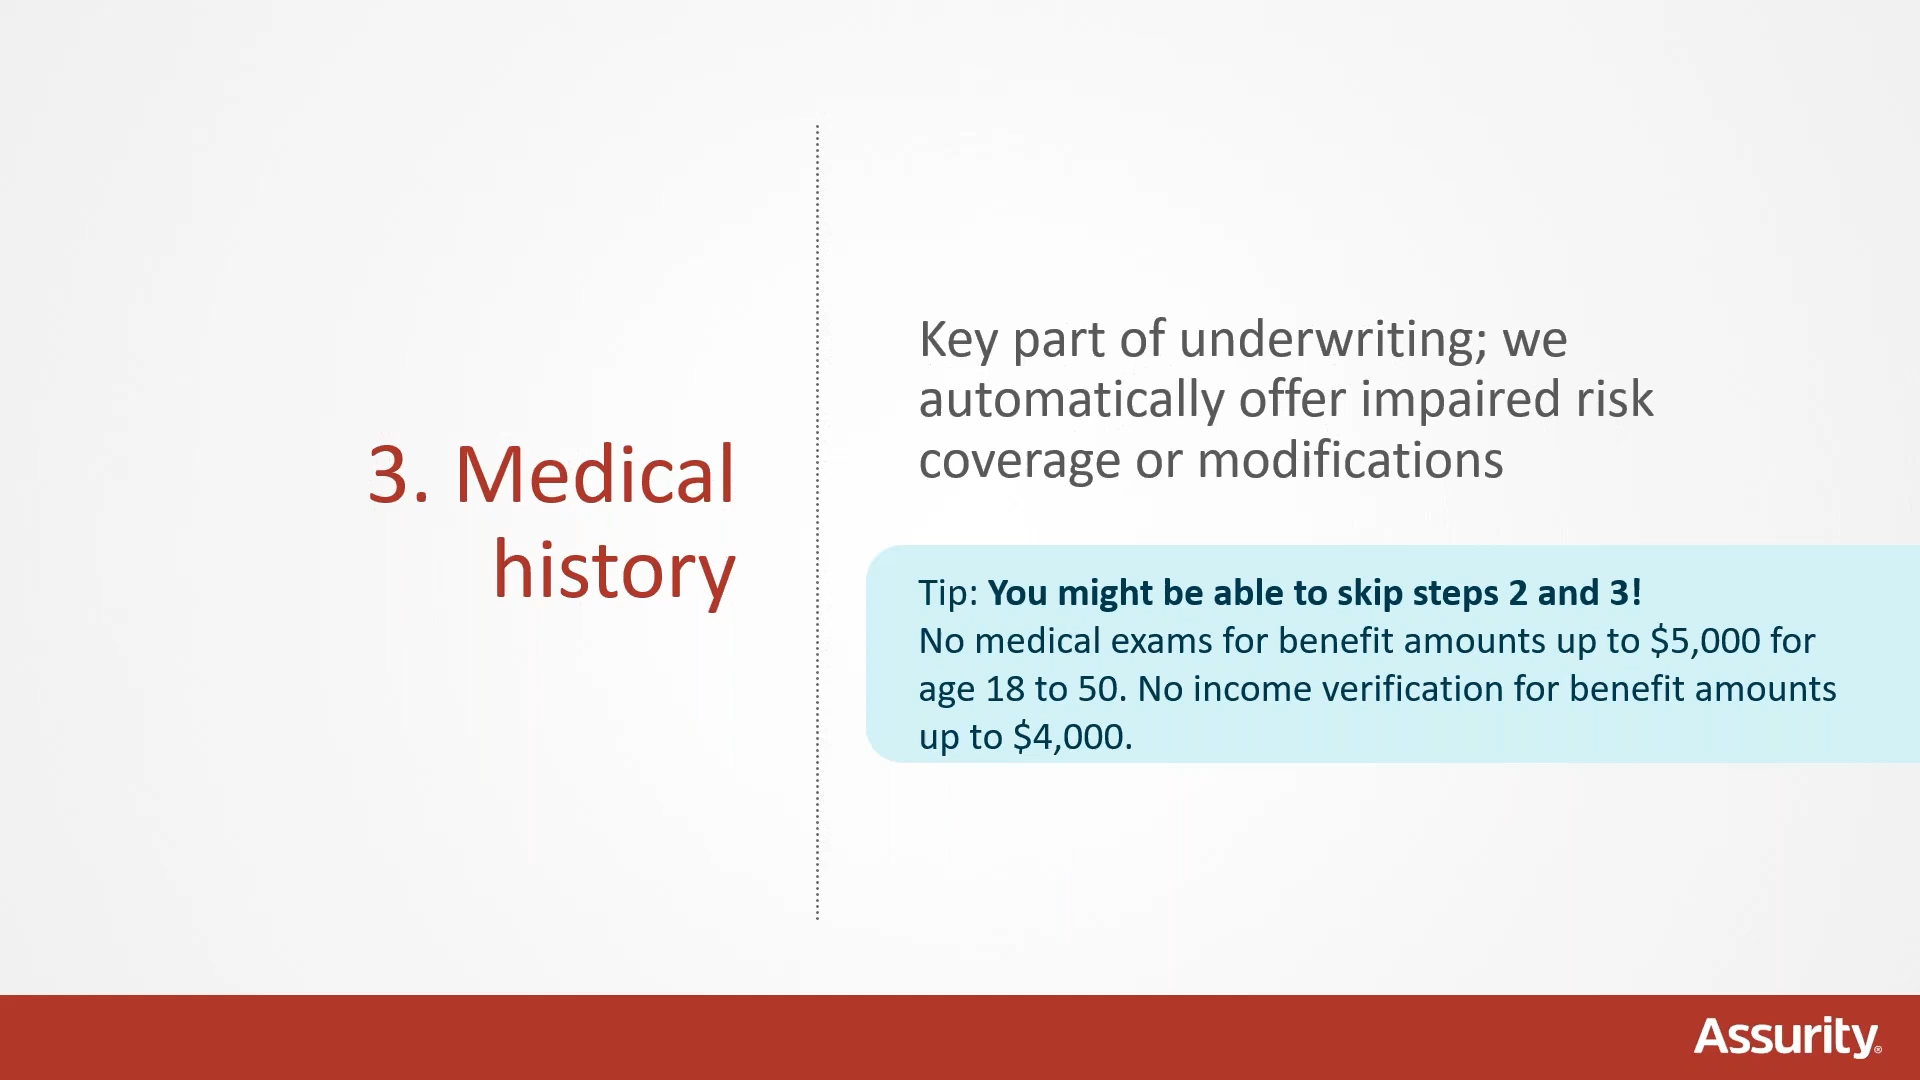 3. Medical
history
Key part of underwriting; we
automatically offer impaired risk
coverage or modifications
Tip: You might be able to skip steps 2 and 3!
No medical exams for benefit amounts up to $5,000 for
age 18 to 50. No income verification for benefit amounts
up to $4,000.
Assurity®